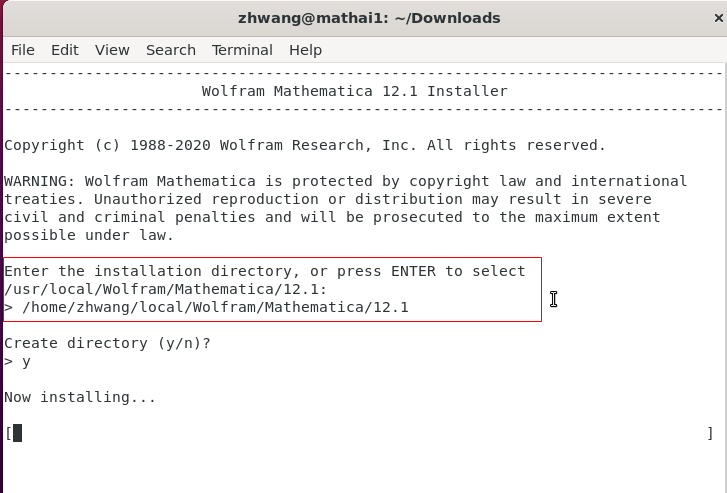 zhwang@mathai1: ~/Downloads ×
File Edit View Search Terminal Help
--------------------------------------------------------------------------------
Wolfram Mathematica 12.1 Installer
--------------------------------------------------------------------------------
Copyright (c) 1988-2020 Wolfram Research, Inc. All rights reserved.
WARNING: Wolfram Mathematica is protected by copyright law and international
treaties. Unauthorized reproduction or distribution may result in severe
civil and criminal penalties and will be prosecuted to the maximum extent
possible under law.
Enter the installation directory, or press ENTER to select
/usr/local/Wolfram/Mathematica/12.1:
> /home/zhwang/local/Wolfram/Mathematica/12.1
Create directory (y/n)?
> y
Now installing...
[ ]